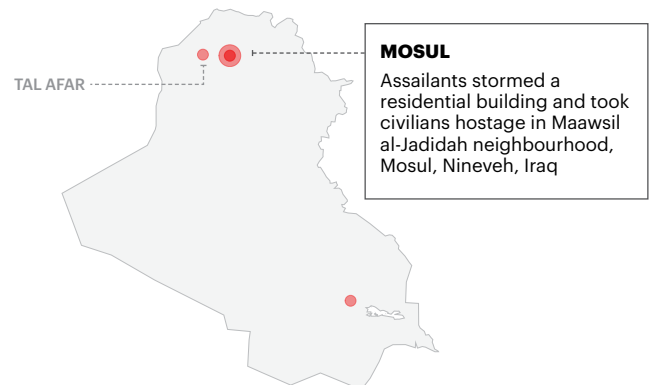 MOSUL
Assailants stormed a
residential building and took
civilians hostage in Maawsil
al-Jadidah neighbourhood,
Mosul, Nineveh, Iraq
TAL AFAR